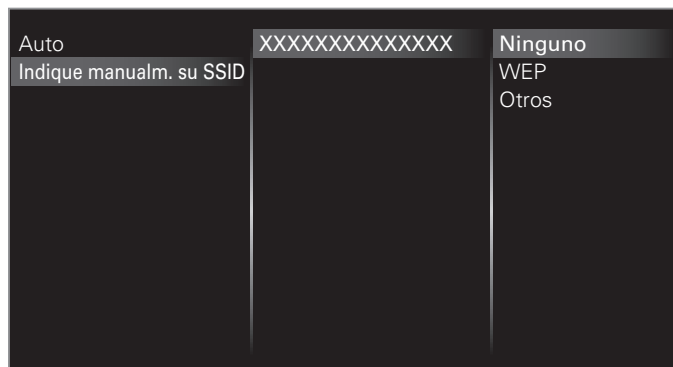 Auto
Indique manualm. su SSID
XXXXXXXXXXXXXX
Ninguno
WEP
Otros